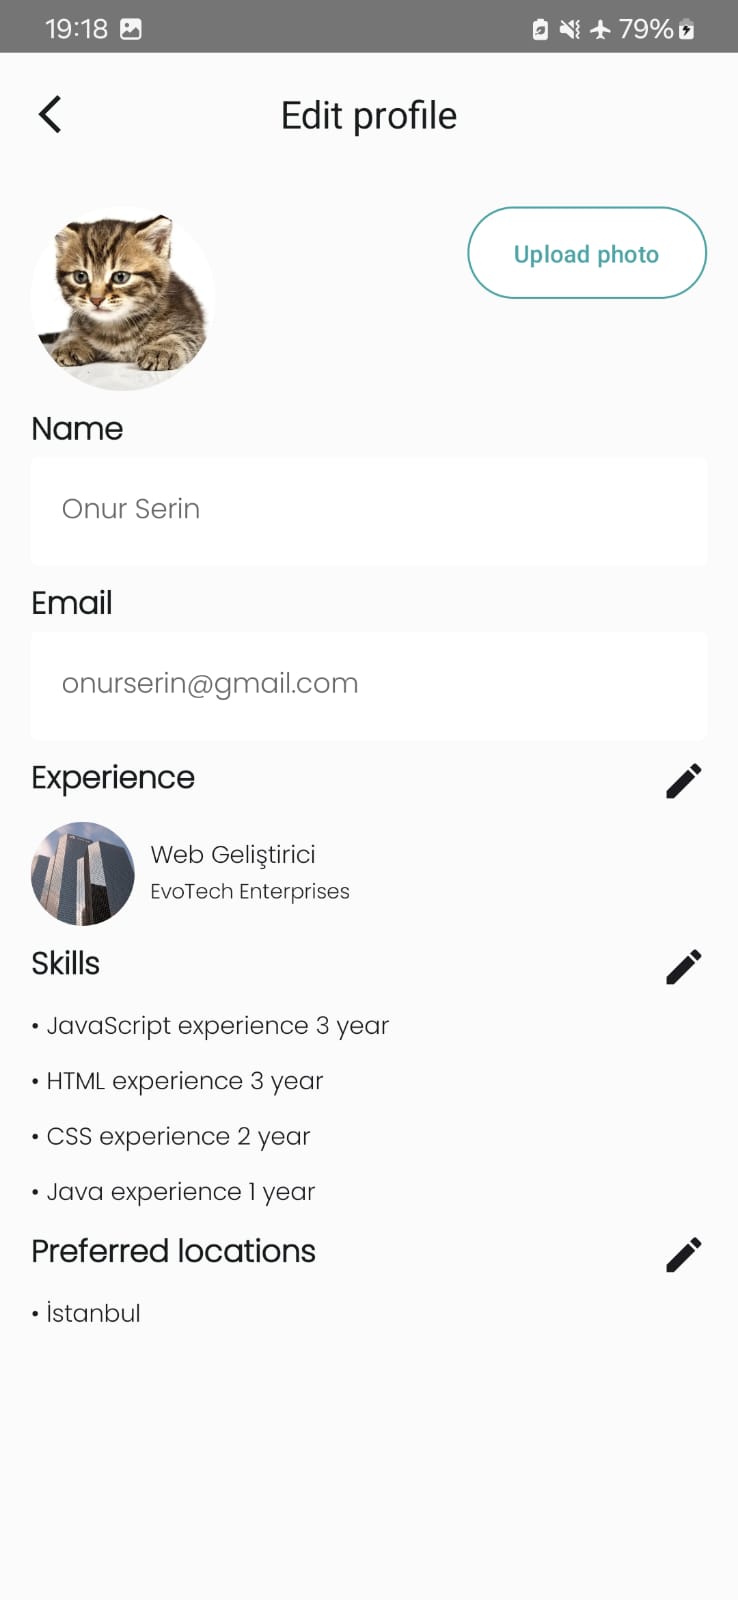 19:18 79%
Edit profile
Upload photo
Name
Onur Serin
Email
onurserin@gmail.com
Experience
Web Geliştirici
EvoTech Enterprises
Skills
• JavaScript experience 3 year
• HTML experience 3 year
• CSS experience 2 year
• Java experience 1 year
Preferred locations
• İstanbul